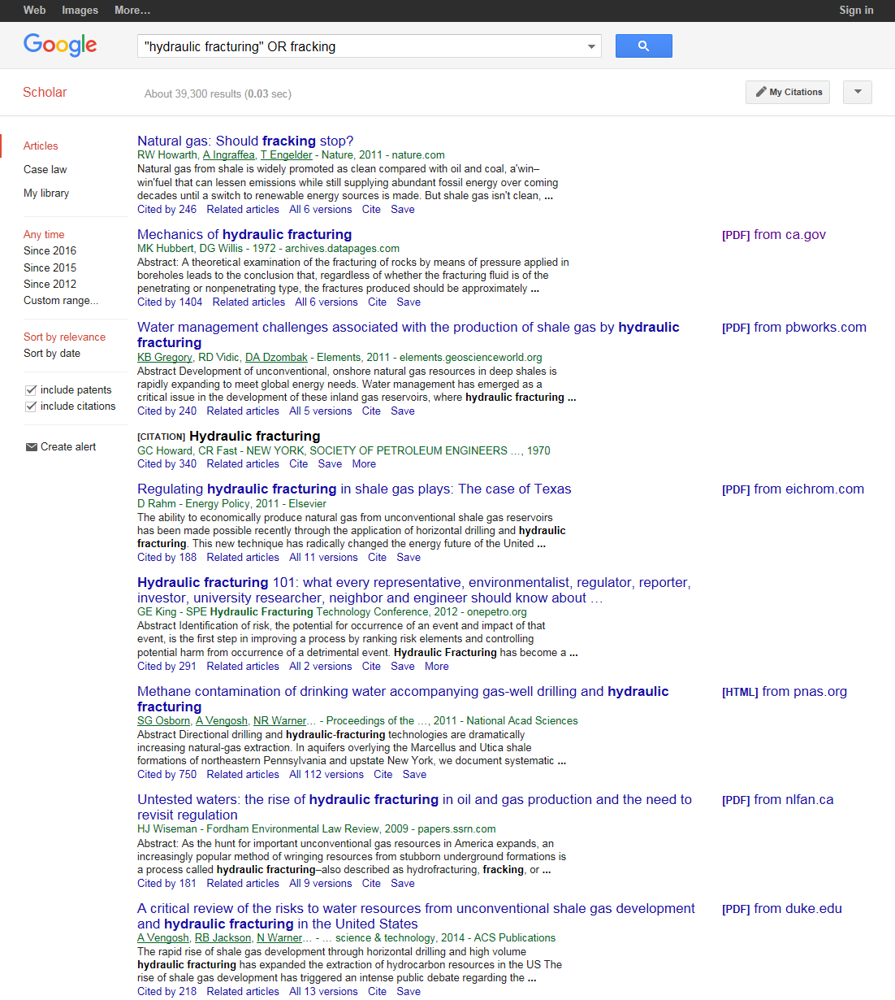 Web Images More... Sign in
Google
"hydraulic fracturing" OR fracking
Scholar
About 39,300 results (0.03 sec)
My Citations
Articles
Case law
My library
Any time
Since 2016
Since 2015
Since 2012
Custom range...
Sort by relevance
Sort by date
include patents
include citations
Create alert
Natural gas: Should fracking stop?
RW Howarth, A Ingraffea, T Engelder - Nature, 2011 - nature.com
Natural gas from shale is widely promoted as clean compared with oil and coal, a'win–
win'fuel that can lessen emissions while still supplying abundant fossil energy over coming
decades until a switch to renewable energy sources is made. But shale gas isn't clean, ...
Cited by 246 Related articles All 6 versions Cite Save
Mechanics of hydraulic fracturing
[PDF] from ca.gov
MK Hubbert, DG Willis - 1972 - archives.datapages.com
Abstract: A theoretical examination of the fracturing of rocks by means of pressure applied in
boreholes leads to the conclusion that, regardless of whether the fracturing fluid is of the
penetrating or nonpenetrating type, the fractures produced should be approximately ...
Cited by 1404 Related articles All 6 versions Cite Save
Water management challenges associated with the production of shale gas by hydraulic
fracturing
[PDF] from pbworks.com
KB Gregory, RD Vidic, DA Dzombak - Elements, 2011 - elements.geoscienceworld.org
Abstract Development of unconventional, onshore natural gas resources in deep shales is
rapidly expanding to meet global energy needs. Water management has emerged as a
critical issue in the development of these inland gas reservoirs, where hydraulic fracturing ...
Cited by 240 Related articles All 5 versions Cite Save
[CITATION] Hydraulic fracturing
GC Howard, CR Fast - NEW YORK, SOCIETY OF PETROLEUM ENGINEERS ..., 1970
Cited by 340 Related articles Cite Save More
Regulating hydraulic fracturing in shale gas plays: The case of Texas
[PDF] from eichrom.com
D Rahm - Energy Policy, 2011 - Elsevier
The ability to economically produce natural gas from unconventional shale gas reservoirs
has been made possible recently through the application of horizontal drilling and hydraulic
fracturing. This new technique has radically changed the energy future of the United ...
Cited by 188 Related articles All 11 versions Cite Save
Hydraulic fracturing 101: what every representative, environmentalist, regulator, reporter,
investor, university researcher, neighbor and engineer should know about ...
GE King - SPE Hydraulic Fracturing Technology Conference, 2012 - onepetro.org
Abstract Identification of risk, the potential for occurrence of an event and impact of that
event, is the first step in improving a process by ranking risk elements and controlling
potential harm from occurrence of a detrimental event. Hydraulic Fracturing has become a ...
Cited by 291 Related articles All 2 versions Cite Save More
Methane contamination of drinking water accompanying gas-well drilling and hydraulic
fracturing
[HTML] from pnas.org
SG Osborn, A Vengosh, NR Warner... - Proceedings of the ..., 2011 - National Acad Sciences
Abstract Directional drilling and hydraulic-fracturing technologies are dramatically
increasing natural-gas extraction. In aquifers overlying the Marcellus and Utica shale
formations of northeastern Pennsylvania and upstate New York, we document systematic ...
Cited by 750 Related articles All 112 versions Cite Save
Untested waters: the rise of hydraulic fracturing in oil and gas production and the need to
revisit regulation
[PDF] from nlfan.ca
HJ Wiseman - Fordham Environmental Law Review, 2009 - papers.ssrn.com
Abstract: As the hunt for important unconventional gas resources in America expands, an
increasingly popular method of wringing resources from stubborn underground formations is
a process called hydraulic fracturing–also described as hydrofracturing, fracking, or ...
Cited by 181 Related articles All 9 versions Cite Save
A critical review of the risks to water resources from unconventional shale gas development
and hydraulic fracturing in the United States
[PDF] from duke.edu
A Vengosh, RB Jackson, N Warner... - ... science & technology, 2014 - ACS Publications
The rapid rise of shale gas development through horizontal drilling and high volume
hydraulic fracturing has expanded the extraction of hydrocarbon resources in the US The
rise of shale gas development has triggered an intense public debate regarding the ...
Cited by 218 Related articles All 13 versions Cite Save